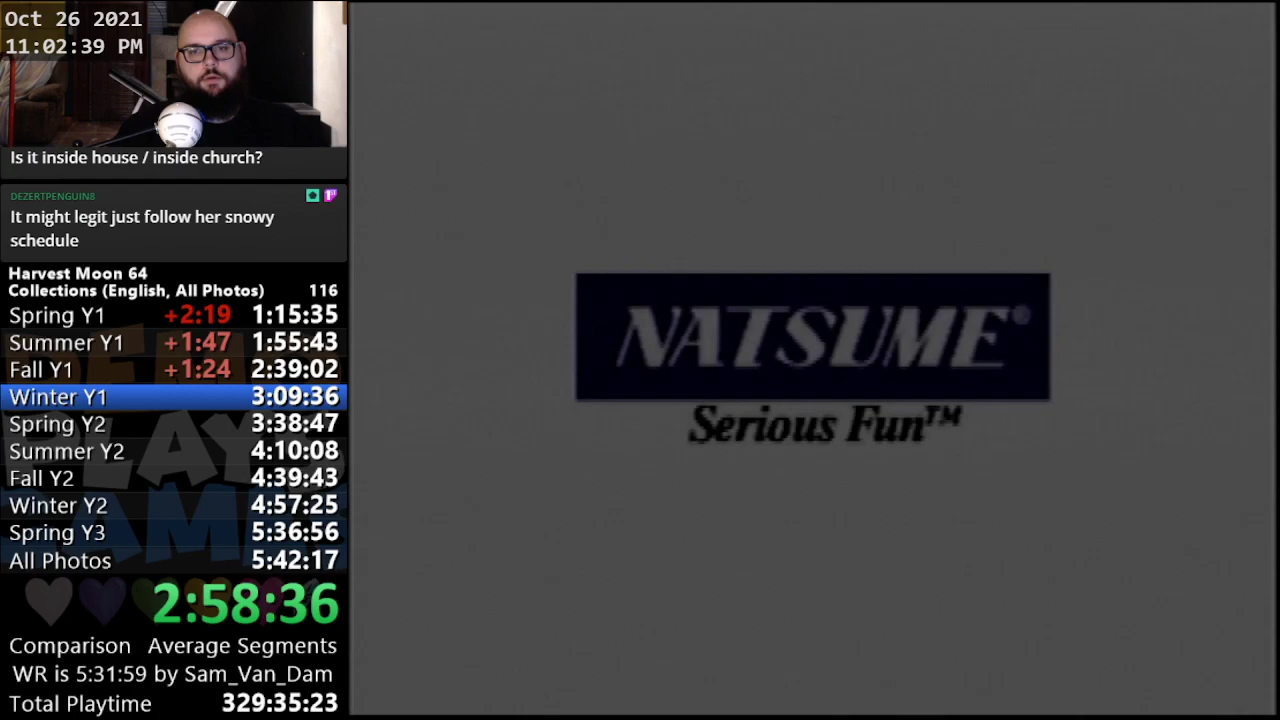 Oct 26 2021
11:02:39 PM
Is it inside house / inside church?
DEZERTPENGUIN8
It might legit just follow her snowy
schedule
Harvest Moon 64
Collections (English, All Photos) 116
Spring Y1 +2:19 1:15:35
Summer Y1 +1:47 1:55:43
Fall Y1 +1:24 2:39:02
Winter Y1 3:09:36
Spring Y2 3:38:47
Summer Y2 4:10:08
Fall Y2 4:39:43
Winter Y2 4:57:25
Spring Y3 5:36:56
All Photos 5:42:17
2:58:36
Comparison Average Segments
WR is 5:31:59 by Sam_Van_Dam
Total Playtime 329:35:23
NATSUME®
Serious Fun™